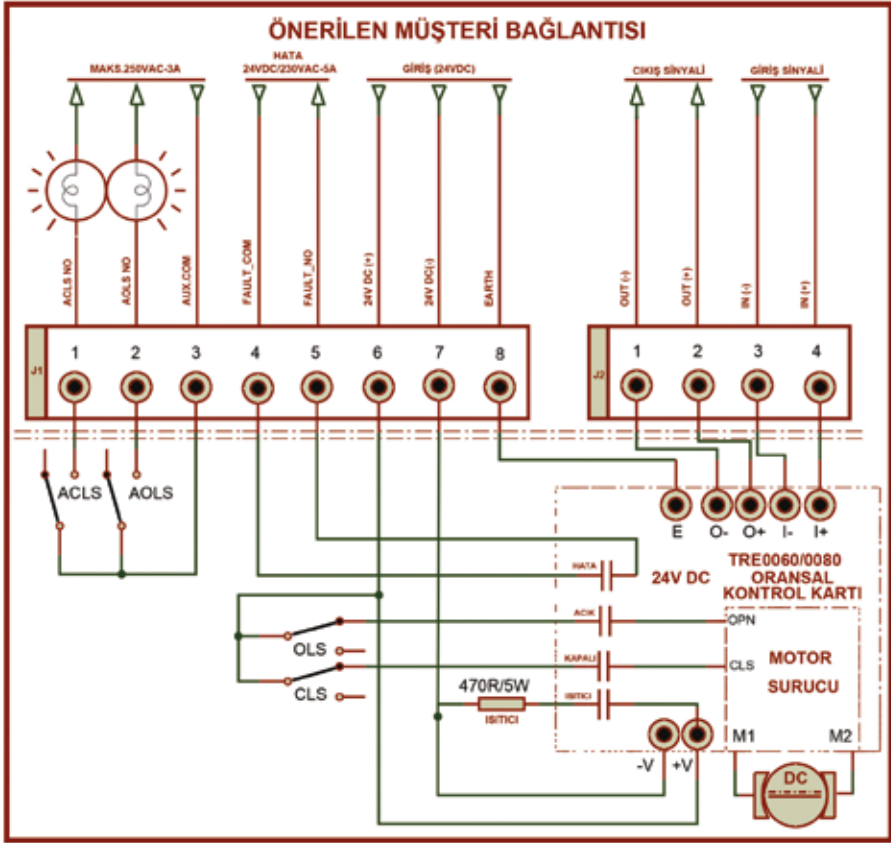 ÖNERİLEN MÜŞTERİ BAĞLANTISI
MAKS.250VAC-3A
HATA
24VDC/230VAC-5A
GİRİŞ (24VDC)
CIKIŞ SİNYALİ
GİRİŞ SİNYALİ
ACLS NO
AOLS NO
AUX.COM
FAULT_COM
FAULT_NO
24V DC (+)
24V DC(-)
EARTH
OUT (-)
OUT (+)
IN (-)
IN (+)
J1
1
2
3
4
5
6
7
8
J2
1
2
3
4
ACLS
AOLS
E
O-
O+
I-
I+
HATA
24V DC
TRE0060/0080
ORANSAL
KONTROL KARTI
ACIK
OPN
OLS
KAPALI
CLS
MOTOR
SURUCU
CLS
470R/5W
ISITICI
ISITICI
-V
+V
M1
M2
DC